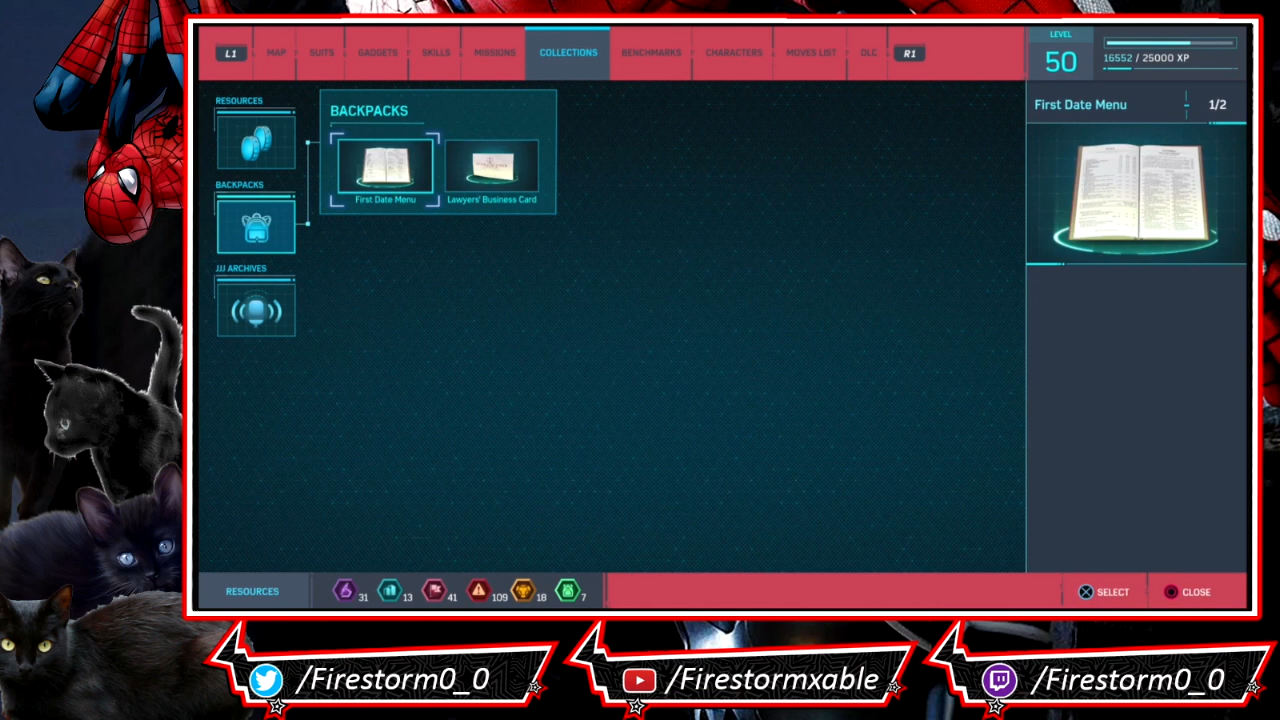 L1 MAP SUITS GADGETS SKILLS MISSIONS COLLECTIONS BENCHMARKS CHARACTERS MOVES LIST DLC R1
LEVEL
50
16552 / 25000 XP
RESOURCES
BACKPACKS
First Date Menu 1/2
BACKPACKS
First Date Menu Lawyers' Business Card
JJJ ARCHIVES
RESOURCES 31 13 41 109 18 7 SELECT CLOSE
/Firestorm0_0 /Firestormxable /Firestorm0_0